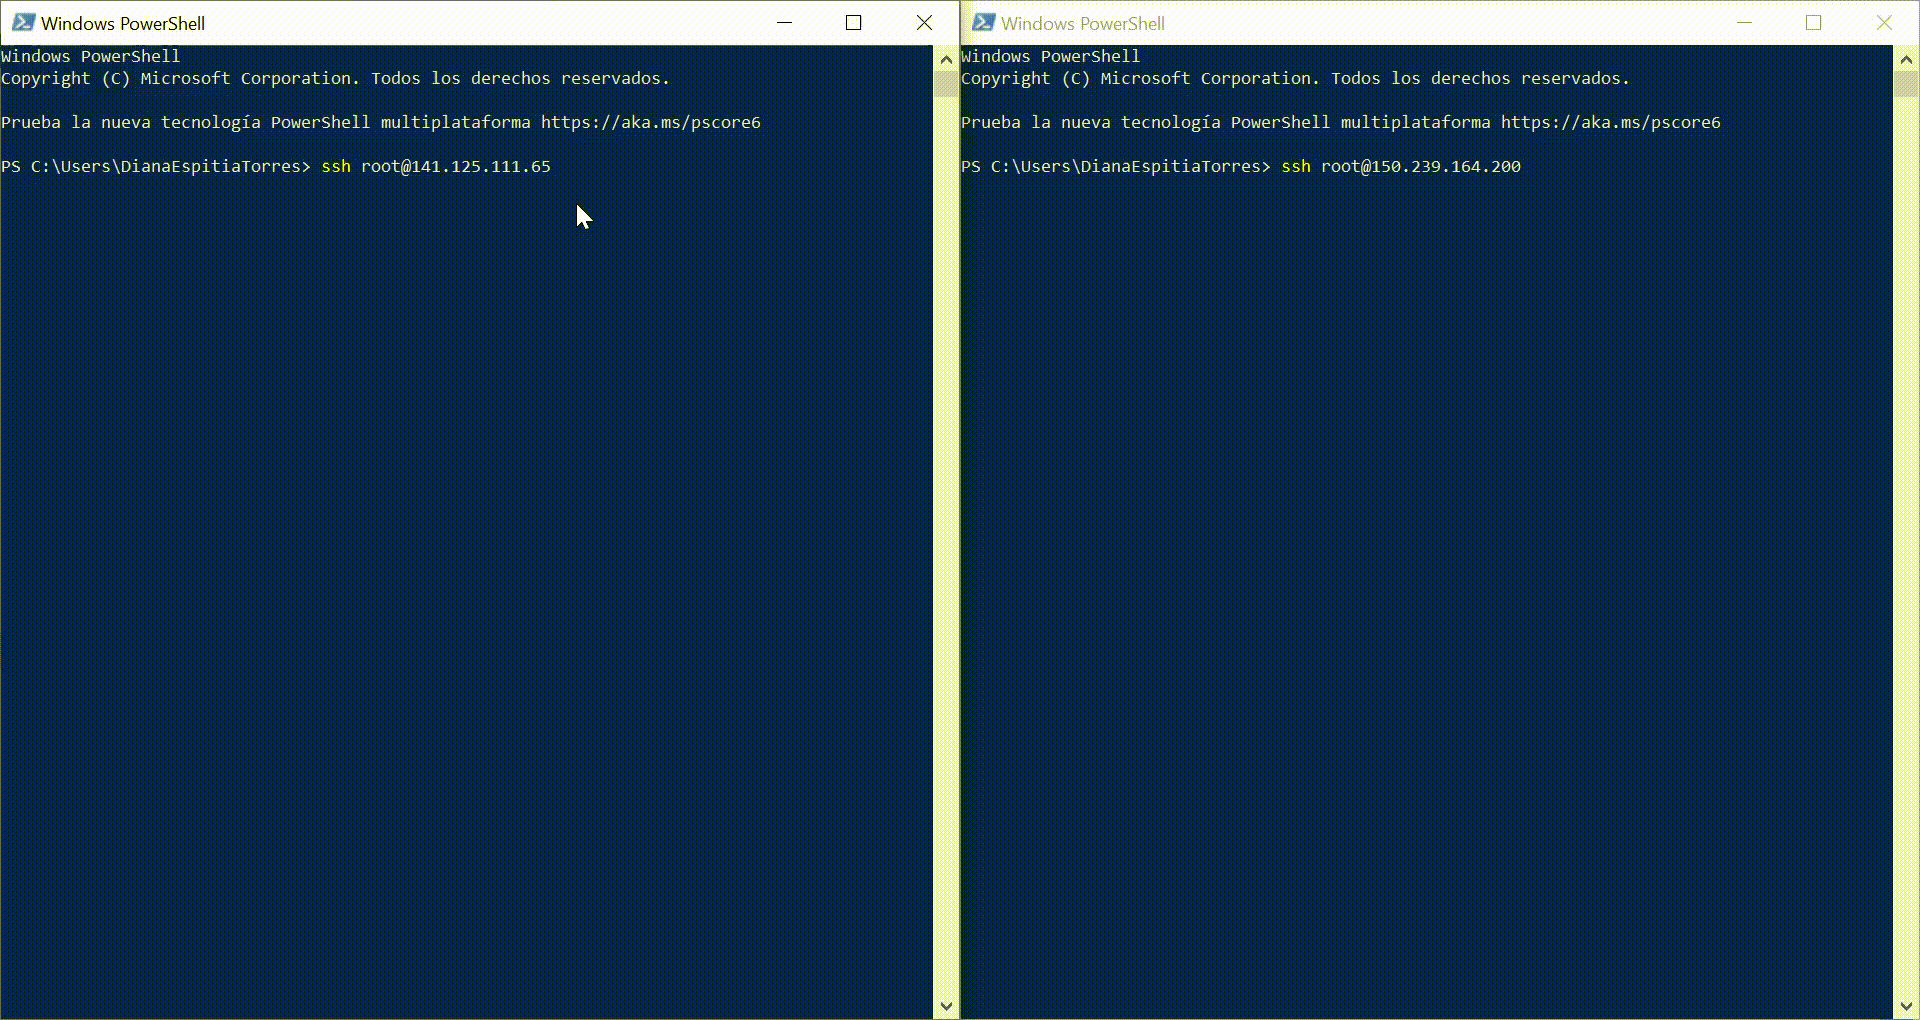 Windows PowerShell
Windows PowerShell
Copyright (C) Microsoft Corporation. Todos los derechos reservados.
Prueba la nueva tecnología PowerShell multiplataforma https://aka.ms/pscore6
PS C:\Users\DianaEspitiaTorres> ssh root@141.125.111.65
Windows PowerShell
Windows PowerShell
Copyright (C) Microsoft Corporation. Todos los derechos reservados.
Prueba la nueva tecnología PowerShell multiplataforma https://aka.ms/pscore6
PS C:\Users\DianaEspitiaTorres> ssh root@150.239.164.200